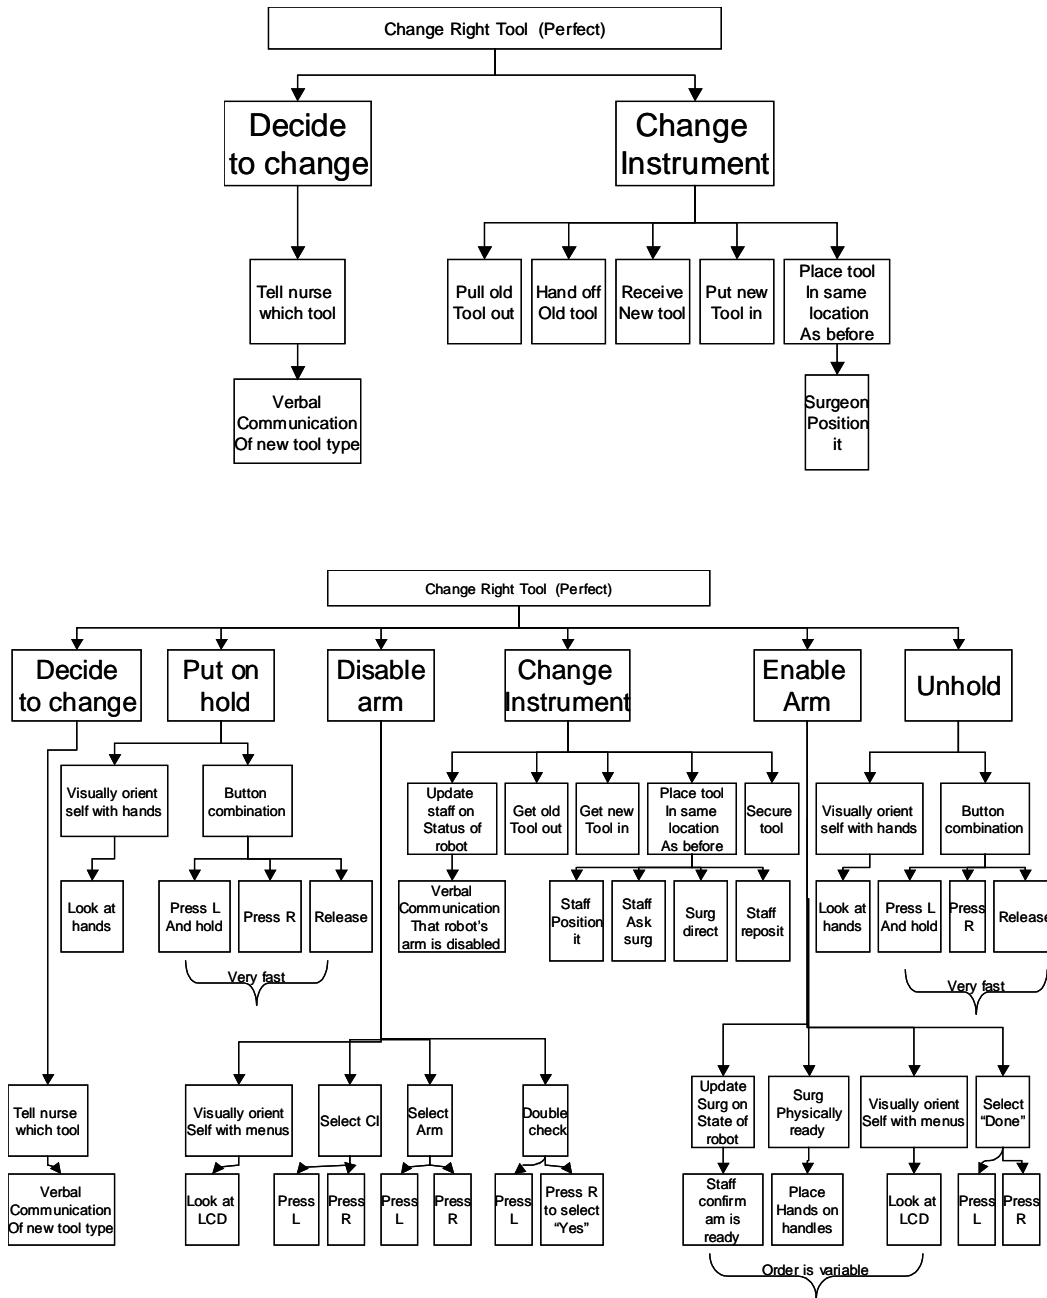 Change Right Tool (Perfect)
Decide
to change
Change
Instrument
Tell nurse
which tool
Pull old
Tool out
Hand off
Old tool
Receive
New tool
Put new
Tool in
Place tool
In same
location
As before
Verbal
Communication
Of new tool type
Surgeon
Position
it
Change Right Tool (Perfect)
Decide
to change
Put on
hold
Disable
arm
Change
Instrument
Enable
Arm
Unhold
Visually orient
self with hands
Button
combination
Update
staff on
Status of
robot
Get old
Tool out
Get new
Tool in
Place tool
In same
location
As before
Secure
tool
Visually orient
self with hands
Button
combination
Look at
hands
Press L
And hold
Press R
Release
Verbal
Communication
That robot's
arm is disabled
Staff
Position
it
Staff
Ask
surg
Surg
direct
Staff
reposit
Look at
hands
Press L
And hold
Press
R
Release
Very fast
Very fast
Tell nurse
which tool
Visually orient
Self with menus
Select CI
Select
Arm
Double
check
Update
Surg on
State of
robot
Surg
Physically
ready
Visually orient
Self with menus
Select
“Done”
Verbal
Communication
Of new tool type
Look at
LCD
Press
L
Press
R
Press
L
Press
R
Press
L
Press R
to select
“Yes”
Staff
confirm
am is
ready
Place
Hands on
handles
Look at
LCD
Press
L
Press
R
Order is variable